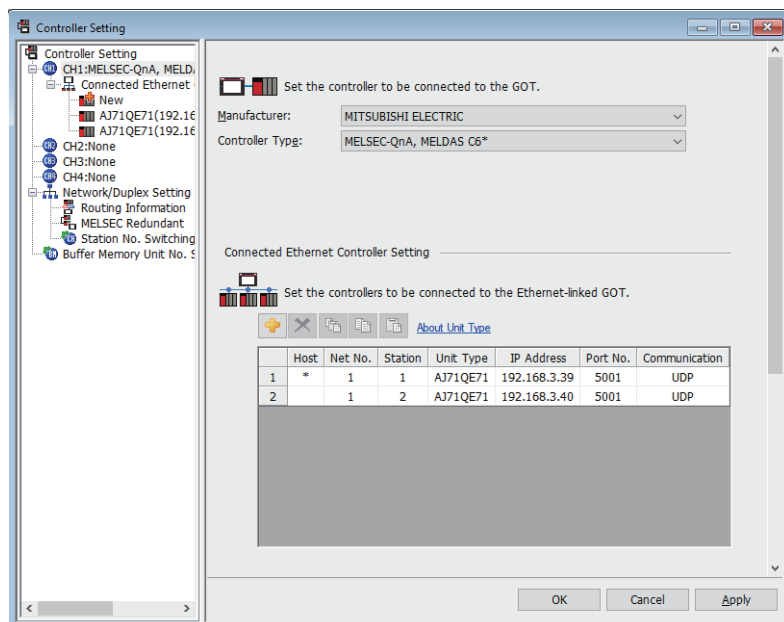 Controller Setting
Controller Setting
CH1:MELSEC-QnA, MELD
Connected Ethernet
New
AJ71QE71(192.16
AJ71QE71(192.16
CH2:None
CH3:None
CH4:None
Network/Duplex Setting
Routing Information
MELSEC Redundant
Station No. Switching
Buffer Memory Unit No. S
Set the controller to be connected to the GOT.
Manufacturer: MITSUBISHI ELECTRIC
Controller Type: MELSEC-QnA, MELDAS C6*
Connected Ethernet Controller Setting
Set the controllers to be connected to the Ethernet-linked GOT.
About Unit Type
Host Net No. Station Unit Type IP Address Port No. Communication
1 * 1 1 AJ71QE71 192.168.3.39 5001 UDP
2 1 2 AJ71QE71 192.168.3.40 5001 UDP
OK Cancel Apply